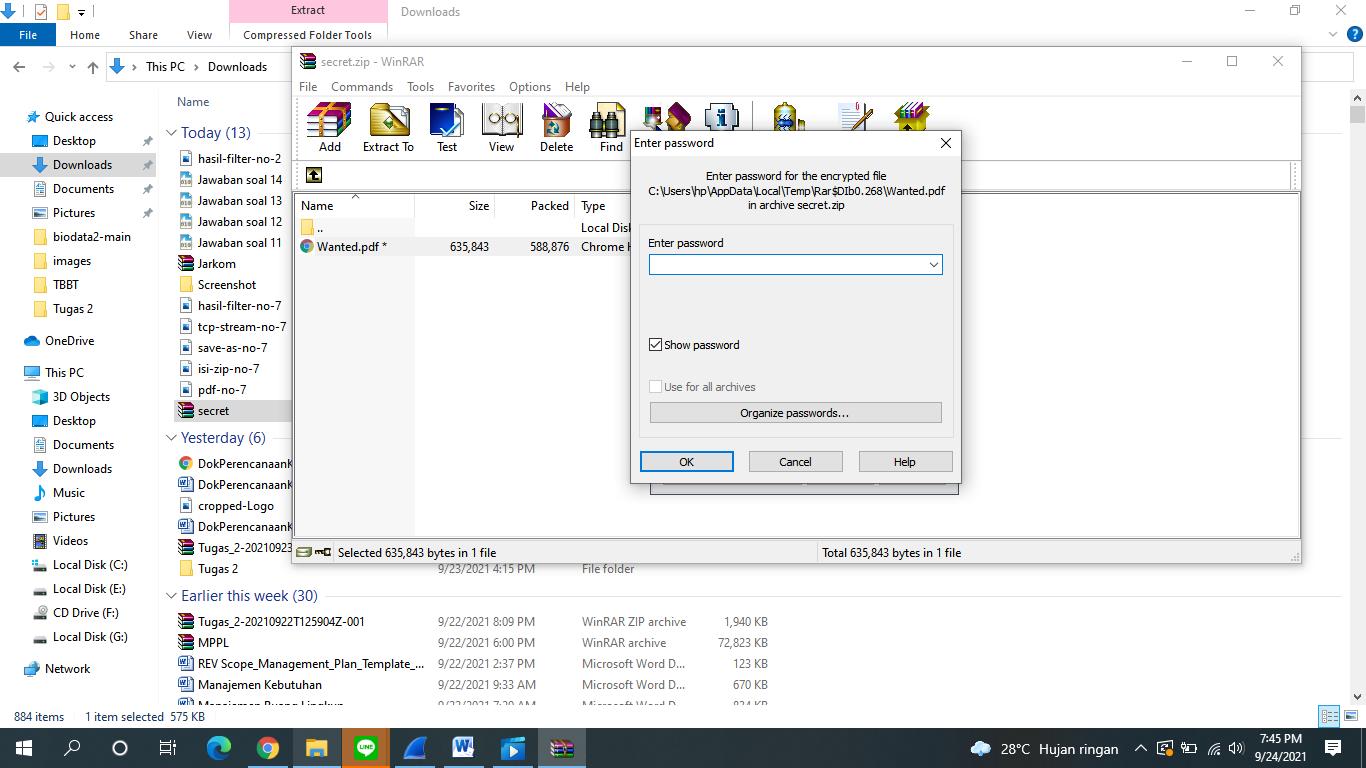 Extract
Downloads
File
Home
Share
View
Compressed Folder Tools
This PC
Downloads
Name
Quick access
Desktop
Downloads
Documents
Pictures
biodata2-main
images
TBBT
Tugas 2
OneDrive
This PC
3D Objects
Desktop
Documents
Downloads
Music
Pictures
Videos
Local Disk (C:)
Local Disk (E:)
CD Drive (F:)
Local Disk (G:)
Network
Today (13)
hasil-filter-no-2
Jawaban soal 14
Jawaban soal 13
Jawaban soal 12
Jawaban soal 11
Jarkom
Screenshot
hasil-filter-no-7
tcp-stream-no-7
save-as-no-7
isi-zip-no-7
pdf-no-7
secret
Yesterday (6)
DokPerencanaanK
DokPerencanaanK
cropped-Logo
DokPerencanaanK
Tugas_2-20210923
Tugas 2 9/23/2021 4:15 PM File folder
Earlier this week (30)
Tugas_2-20210922T125904Z-001 9/22/2021 8:09 PM WinRAR ZIP archive 1,940 KB
MPPL 9/22/2021 6:00 PM WinRAR archive 72,823 KB
REV Scope_Management_Plan_Template_... 9/22/2021 2:37 PM Microsoft Word D... 123 KB
Manajemen Kebutuhan 9/22/2021 9:33 AM Microsoft Word D... 670 KB
secret.zip - WinRAR
File Commands Tools Favorites Options Help
Add Extract To Test View Delete Find
Name Size Packed Type
.. Local Disk
Wanted.pdf * 635,843 588,876 Chrome H
Selected 635,843 bytes in 1 file
Total 635,843 bytes in 1 file
Enter password
Enter password for the encrypted file
C:\Users\hp\AppData\Local\Temp\Rar$DIb0.268\Wanted.pdf
in archive secret.zip
Enter password
Show password
Use for all archives
Organize passwords...
OK
Cancel
Help
884 items 1 item selected 575 KB
LINE
28°C Hujan ringan
7:45 PM
9/24/2021